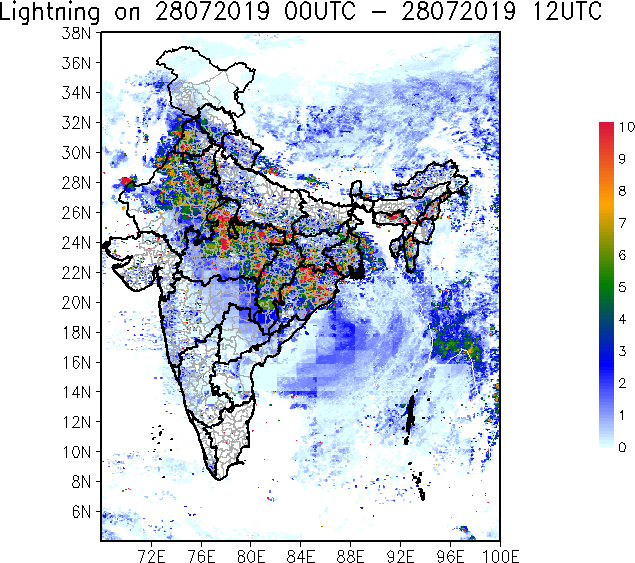 Lightning on 28072019 00UTC – 28072019 12UTC
38N
36N
34N
32N
30N
28N
26N
24N
22N
20N
18N
16N
14N
12N
10N
8N
6N
72E 76E 80E 84E 88E 92E 96E 100E
10
9
8
7
6
5
4
3
2
1
0